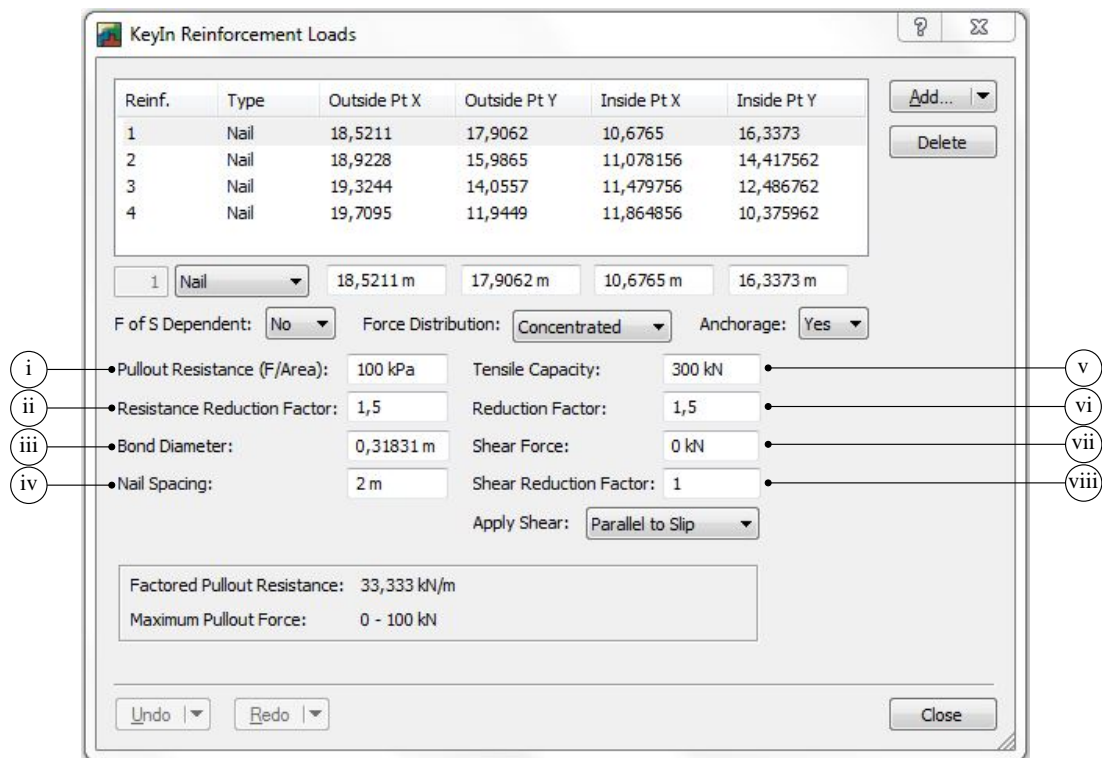 KeyIn Reinforcement Loads
Reinf. Type Outside Pt X Outside Pt Y Inside Pt X Inside Pt Y
1 Nail 18,5211 17,9062 10,6765 16,3373
2 Nail 18,9228 15,9865 11,078156 14,417562
3 Nail 19,3244 14,0557 11,479756 12,486762
4 Nail 19,7095 11,9449 11,864856 10,375962
Add...
Delete
1 Nail 18,5211 m 17,9062 m 10,6765 m 16,3373 m
F of S Dependent: No Force Distribution: Concentrated Anchorage: Yes
i Pullout Resistance (F/Area): 100 kPa Tensile Capacity: 300 kN v
ii Resistance Reduction Factor: 1,5 Reduction Factor: 1,5 vi
iii Bond Diameter: 0,31831 m Shear Force: 0 kN vii
iv Nail Spacing: 2 m Shear Reduction Factor: 1 viii
Apply Shear: Parallel to Slip
Factored Pullout Resistance: 33,333 kN/m
Maximum Pullout Force: 0 - 100 kN
Undo Redo Close